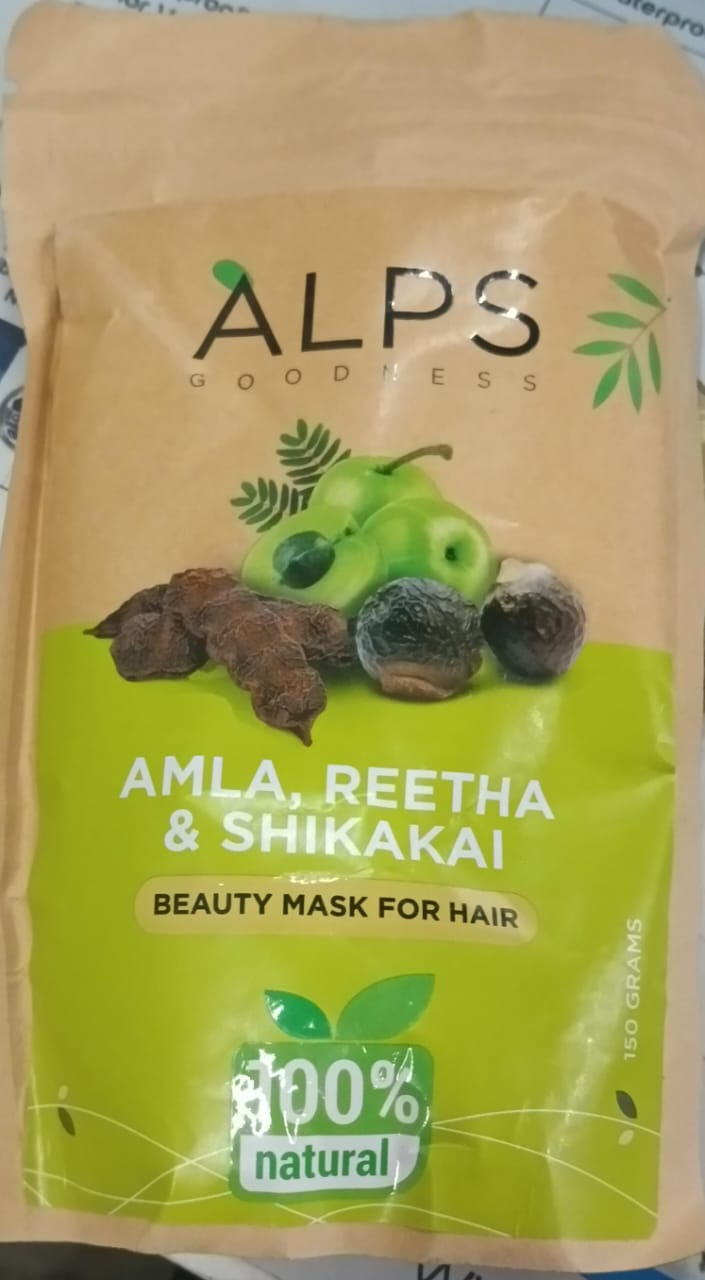 ALPS
GOODNESS
AMLA, REETHA
& SHIKAKAI
BEAUTY MASK FOR HAIR
150 GRAMS
100%
natural